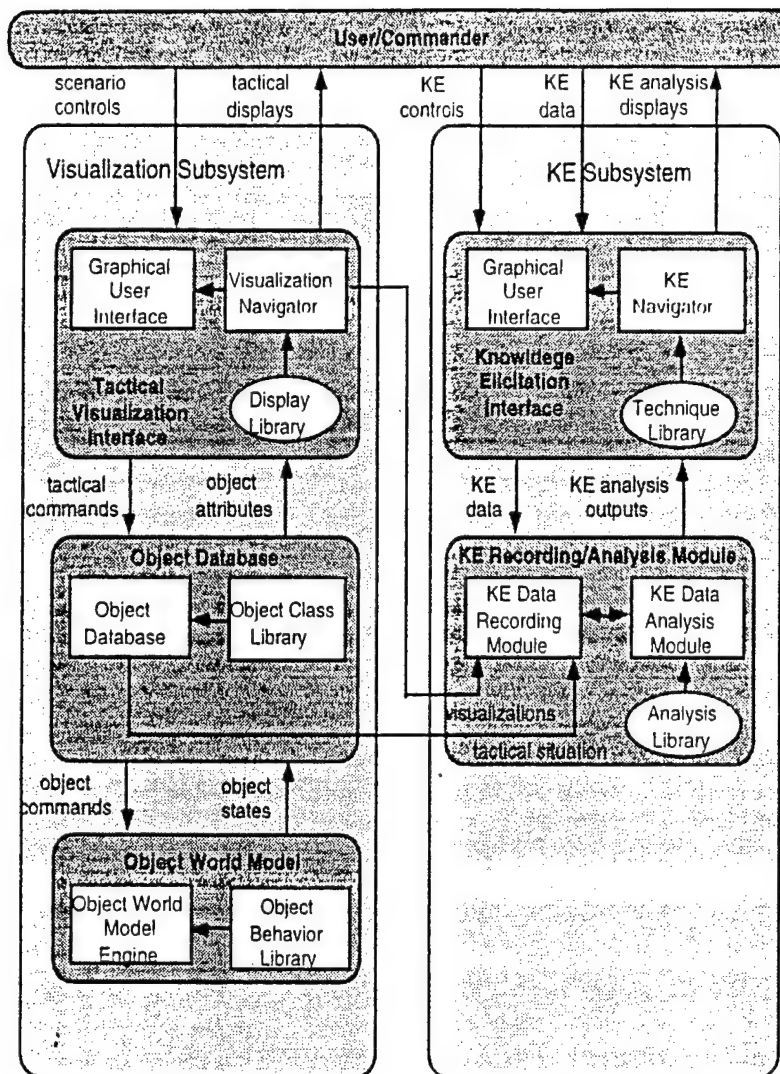 User/Commander
scenario
controls
tactical
displays
KE
controls
KE
data
KE analysis
displays
Visualization Subsystem
KE Subsystem
Graphical
User
Interface
Visualization
Navigator
Tactical
Visualization
Interface
Display
Library
Graphical
User
Interface
KE
Navigator
Knowldege
Elicitation
Interface
Technique
Library
tactical
commands
object
attributes
KE
data
KE analysis
outputs
Object Database
Object
Database
Object Class
Library
KE Recording/Analysis Module
KE Data
Recording
Module
KE Data
Analysis
Module
visualizations
Analysis
Library
tactical situation
object
commands
object
states
Object World Model
Object World
Model
Engine
Object
Behavior
Library